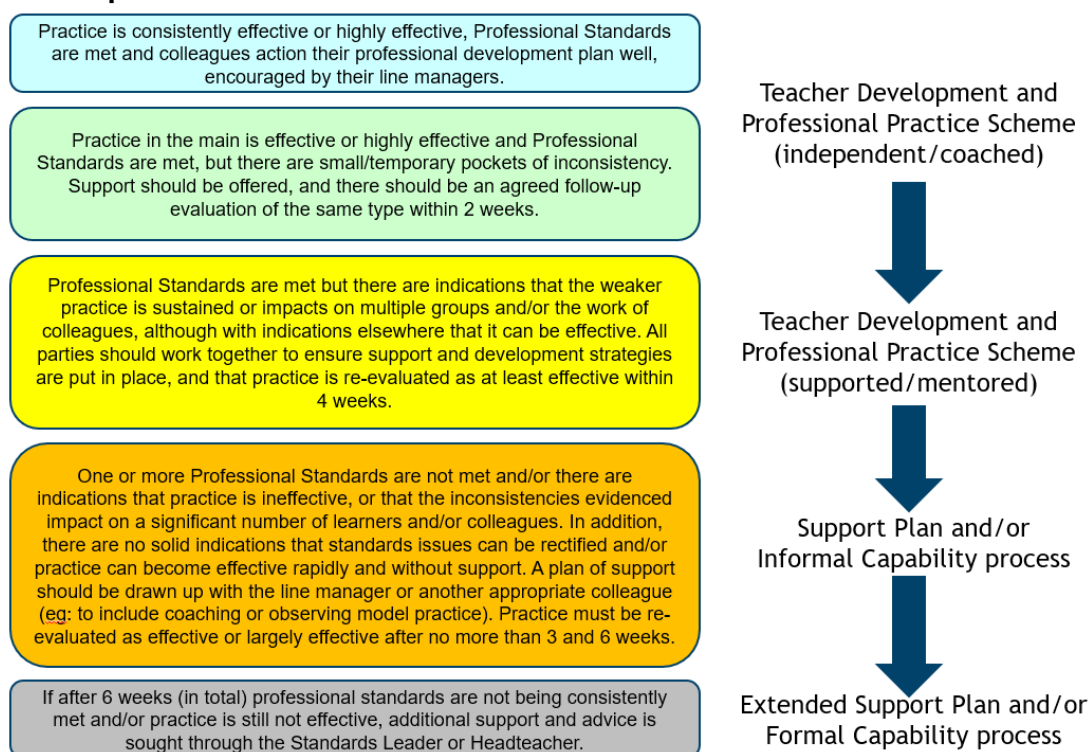 Practice is consistently effective or highly effective, Professional Standards
are met and colleagues action their professional development plan well,
encouraged by their line managers.
Practice in the main is effective or highly effective and Professional
Standards are met, but there are small/temporary pockets of inconsistency.
Support should be offered, and there should be an agreed follow-up
evaluation of the same type within 2 weeks.
Professional Standards are met but there are indications that the weaker
practice is sustained or impacts on multiple groups and/or the work of
colleagues, although with indications elsewhere that it can be effective. All
parties should work together to ensure support and development strategies
are put in place, and that practice is re-evaluated as at least effective within
4 weeks.
One or more Professional Standards are not met and/or there are
indications that practice is ineffective, or that the inconsistencies evidenced
impact on a significant number of learners and/or colleagues. In addition,
there are no solid indications that standards issues can be rectified and/or
practice can become effective rapidly and without support. A plan of support
should be drawn up with the line manager or another appropriate colleague
(eg: to include coaching or observing model practice). Practice must be re-
evaluated as effective or largely effective after no more than 3 and 6 weeks.
If after 6 weeks (in total) professional standards are not being consistently
met and/or practice is still not effective, additional support and advice is
sought through the Standards Leader or Headteacher.
Teacher Development and
Professional Practice Scheme
(independent/coached)
Teacher Development and
Professional Practice Scheme
(supported/mentored)
Support Plan and/or
Informal Capability process
Extended Support Plan and/or
Formal Capability process